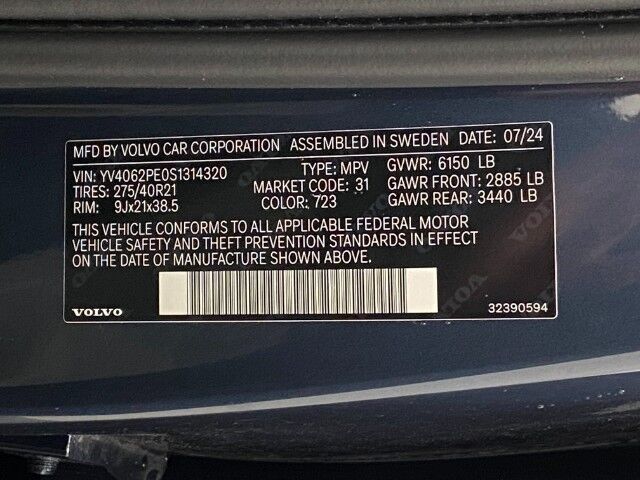 MFD BY VOLVO CAR CORPORATION ASSEMBLED IN SWEDEN DATE: 07/24
VIN: YV4062PE0S1314320 TYPE: MPV GVWR: 6150 LB
TIRES: 275/40R21 MARKET CODE: 31 GAWR FRONT: 2885 LB
RIM: 9Jx21x38.5 COLOR: 723 GAWR REAR: 3440 LB
THIS VEHICLE CONFORMS TO ALL APPLICABLE FEDERAL MOTOR
VEHICLE SAFETY AND THEFT PREVENTION STANDARDS IN EFFECT
ON THE DATE OF MANUFACTURE SHOWN ABOVE.
VOLVO 32390594